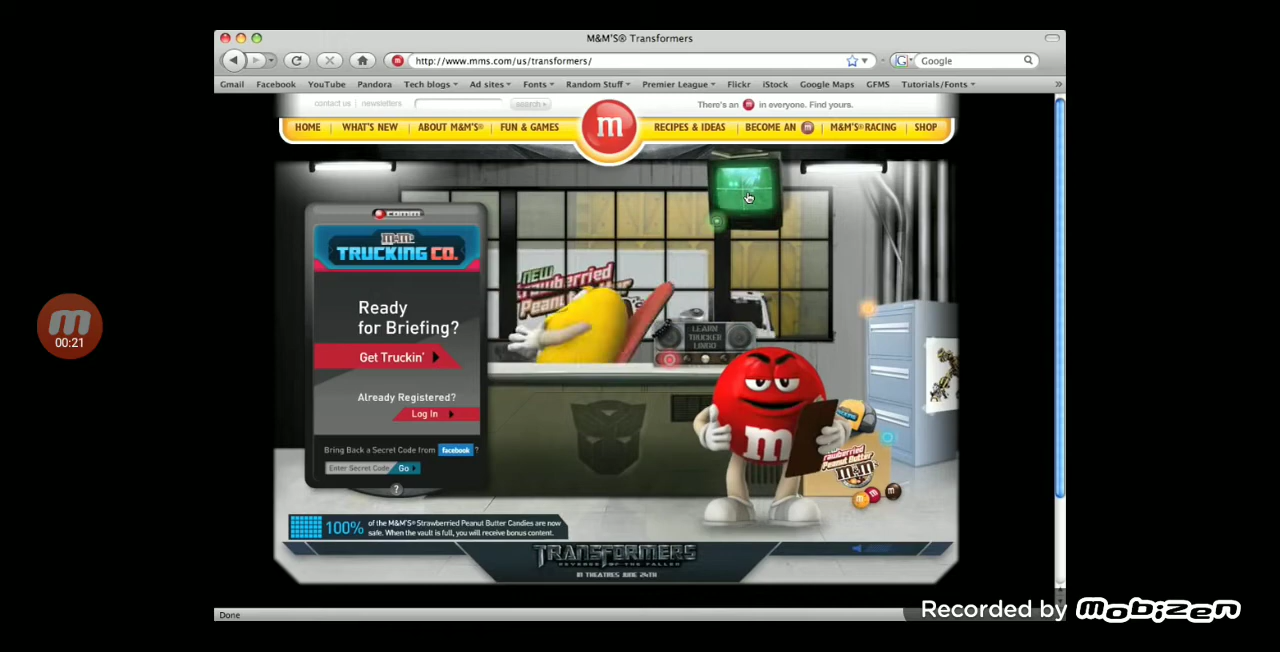 M&M'S® Transformers
http://www.mms.com/us/transformers/
Google
Gmail Facebook YouTube Pandora Tech blogs Ad sites Fonts Random Stuff Premier League Flickr iStock Google Maps GFMS Tutorials/Fonts
contact us | newsletters search
There's an m in everyone. Find yours.
HOME | WHAT'S NEW | ABOUT M&M'S® | FUN & GAMES m RECIPES & IDEAS | BECOME AN m | M&M'S® RACING | SHOP
comm
m&m's
TRUCKING CO.
Ready
for Briefing?
Get Truckin'
Already Registered?
Log In
Bring Back a Secret Code from facebook ?
Enter Secret Code Go
?
NEW
Strawberried
Peanut Butter
LEARN
TRUCKER
LINGO
m
Strawberried
Peanut Butter
m&m's
m m m
100% of the M&M'S® Strawberried Peanut Butter Candies are now
safe. When the vault is full, you will receive bonus content.
TRANSFORMERS
REVENGE OF THE FALLEN
IN THEATRES JUNE 24TH
00:21
Done
Recorded by mobizen